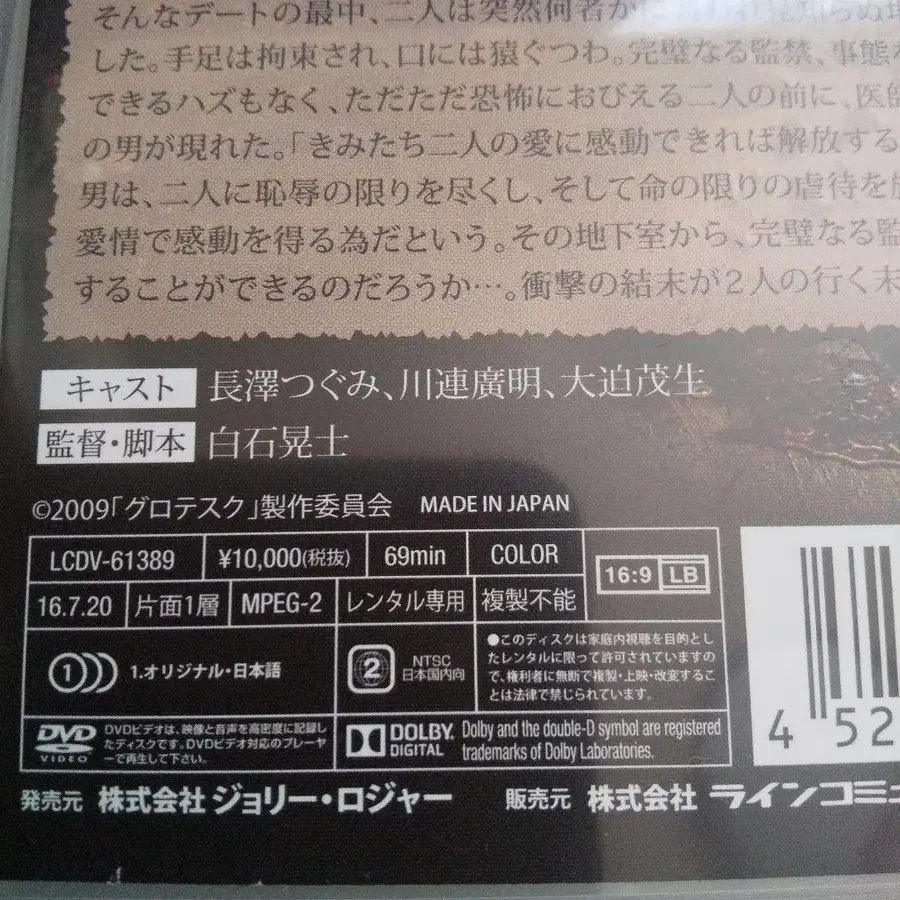 そんなデートの最中、二人は突然何者かに
した。手足は拘束され、口には猿ぐつわ。完璧なる監禁、事態
できるハズもなく、ただただ恐怖におびえる二人の前に、医師
の男が現れた。「きみたち二人の愛に感動できれば解放する
男は、二人に恥辱の限りを尽くし、そして命の限りの虐待を
愛情で感動を得る為だという。その地下室から、完璧なる監
することができるのだろうか…。衝撃の結末が2人の行く末
キャスト 長澤つぐみ、川連廣明、大迫茂生
監督・脚本 白石晃士
©2009「グロテスク」製作委員会 MADE IN JAPAN
LCDV-61389 ¥10,000(税抜) 69min COLOR 16:9 LB
16.7.20 片面1層 MPEG-2 レンタル専用 複製不能
1 1.オリジナル・日本語 2 NTSC 日本国内向
●このディスクは家庭内視聴を目的とし
たレンタルに限って許可されていますの
で、権利者に無断で複製・上映・改変するこ
とは法律で禁じられています。
DVD VIDEO
DVDビデオは、映像と音声を高密度に記録し
たディスクです。DVDビデオ対応のプレーヤ
ーで再生して下さい。
DOLBY DIGITAL
Dolby and the double-D symbol are registered
trademarks of Dolby Laboratories.
4 52
発売元 株式会社 ジョリー・ロジャー 販売元 株式会社 ラインコミュ